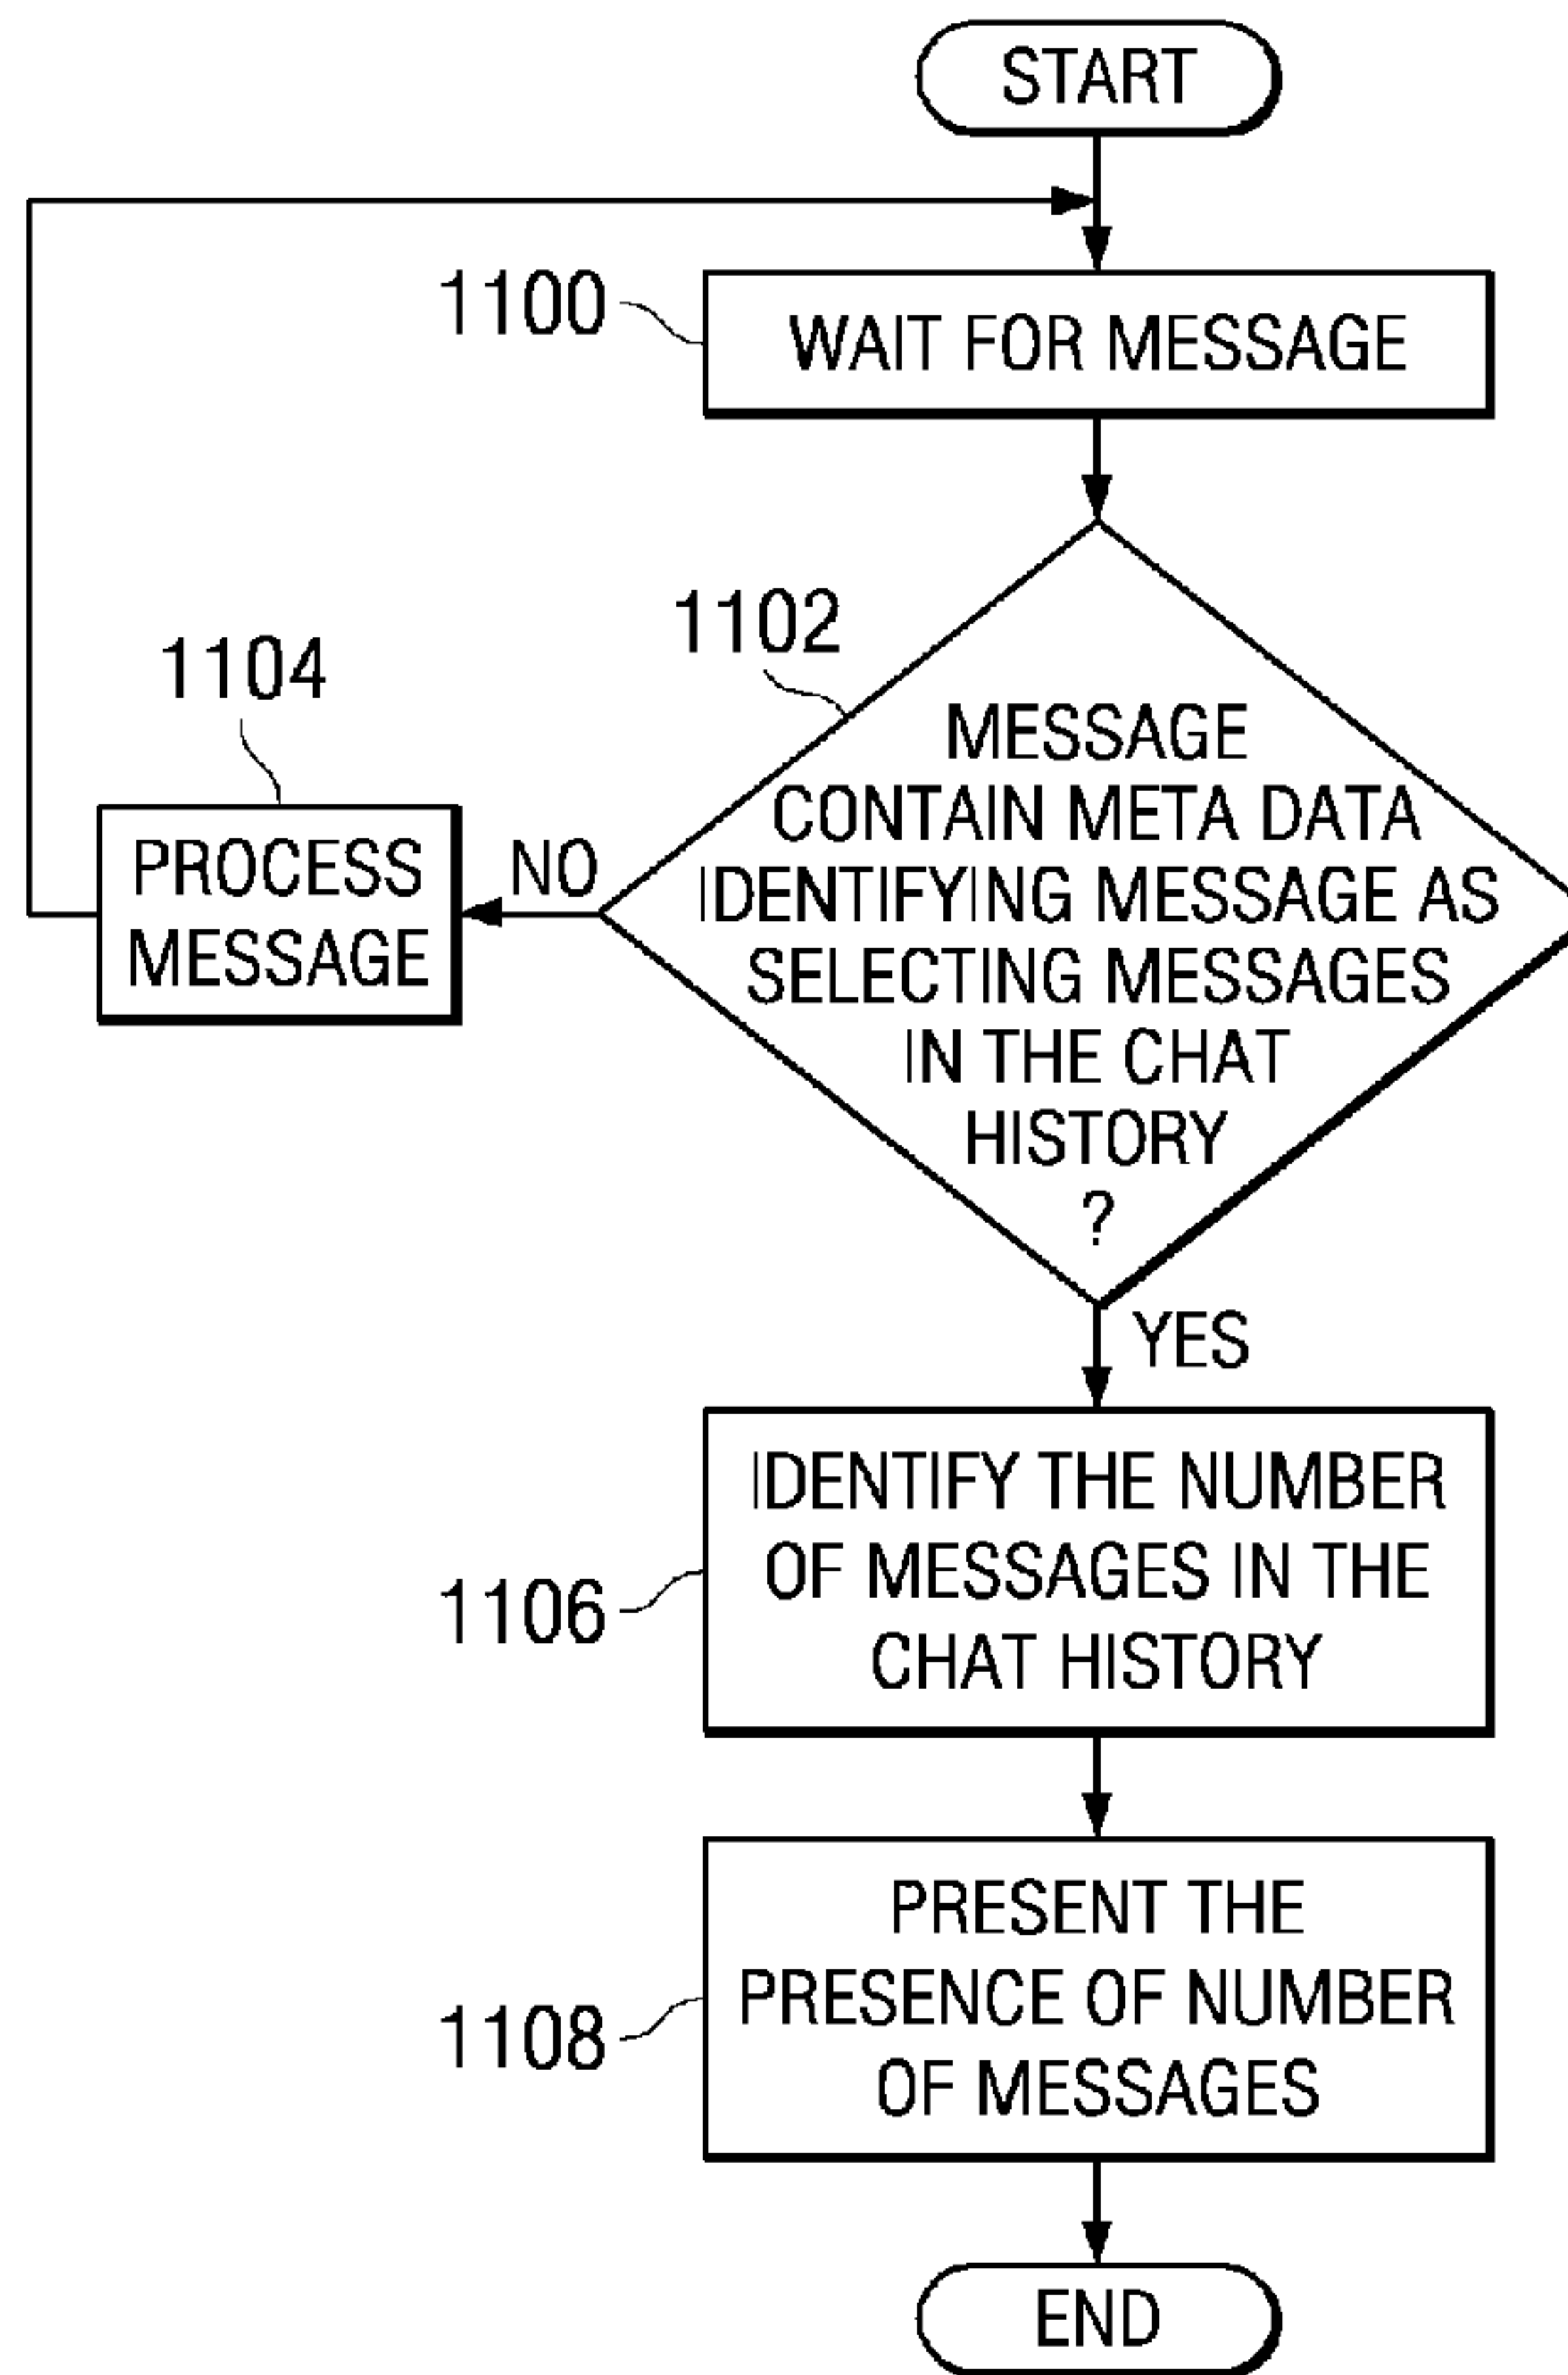 START
1100
WAIT FOR MESSAGE
1102
MESSAGE
CONTAIN META DATA
IDENTIFYING MESSAGE AS
SELECTING MESSAGES
IN THE CHAT
HISTORY
?
NO
1104
PROCESS
MESSAGE
YES
1106
IDENTIFY THE NUMBER
OF MESSAGES IN THE
CHAT HISTORY
1108
PRESENT THE
PRESENCE OF NUMBER
OF MESSAGES
END